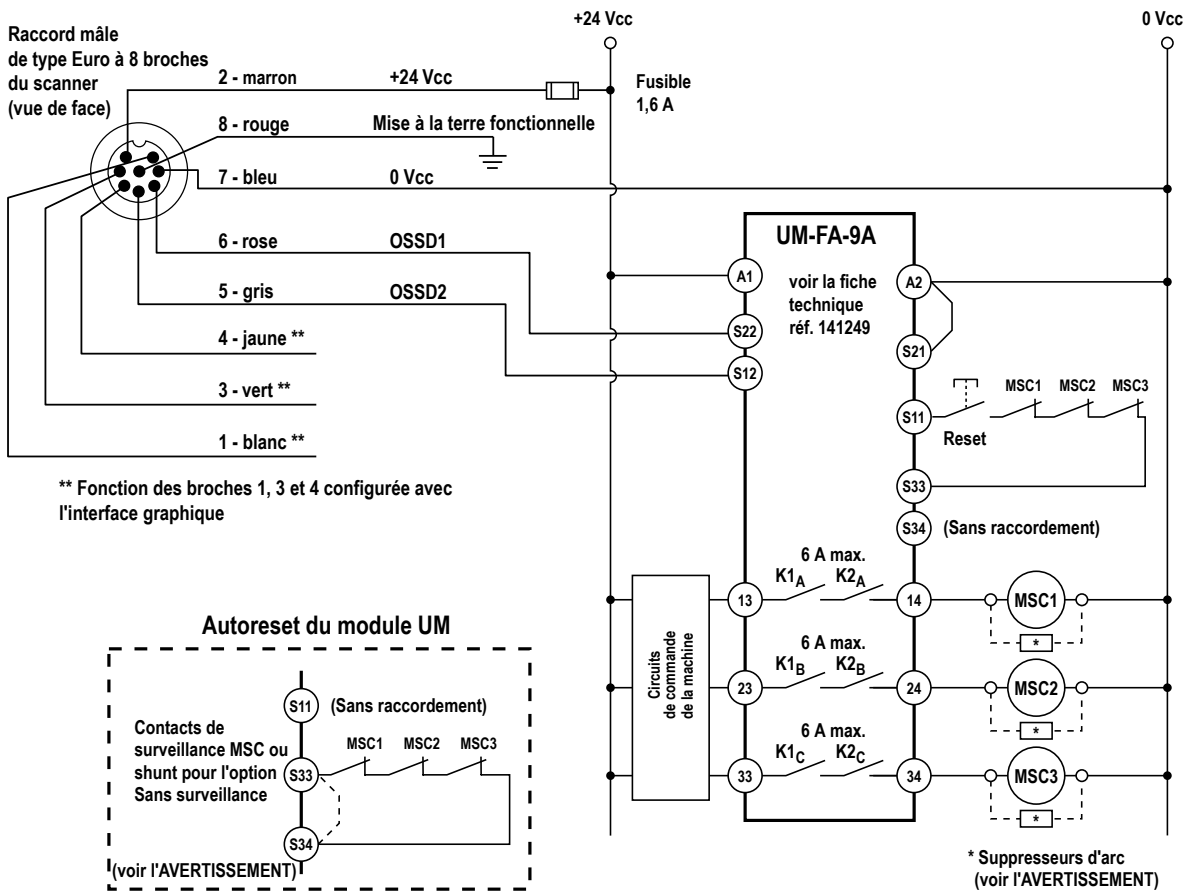 +24 Vcc
0 Vcc
Raccord mâle
de type Euro à 8 broches
du scanner
(vue de face)
2 - marron
+24 Vcc
Fusible
1,6 A
8 - rouge
Mise à la terre fonctionnelle
7 - bleu
0 Vcc
6 - rose
OSSD1
5 - gris
OSSD2
4 - jaune **
3 - vert **
1 - blanc **
** Fonction des broches 1, 3 et 4 configurée avec
l'interface graphique
UM-FA-9A
voir la fiche
technique
réf. 141249
A1
A2
S22
S21
S12
S11
Reset
MSC1
MSC2
MSC3
S33
S34
(Sans raccordement)
6 A max.
K1A
K2A
13
14
MSC1
*
6 A max.
K1B
K2B
23
24
MSC2
*
6 A max.
K1C
K2C
33
34
MSC3
*
Circuits
de commande
de la machine
* Suppresseurs d'arc
(voir l'AVERTISSEMENT)
Autoreset du module UM
S11
(Sans raccordement)
Contacts de
surveillance MSC ou
shunt pour l'option
Sans surveillance
MSC1
MSC2
MSC3
S33
S34
(voir l'AVERTISSEMENT)